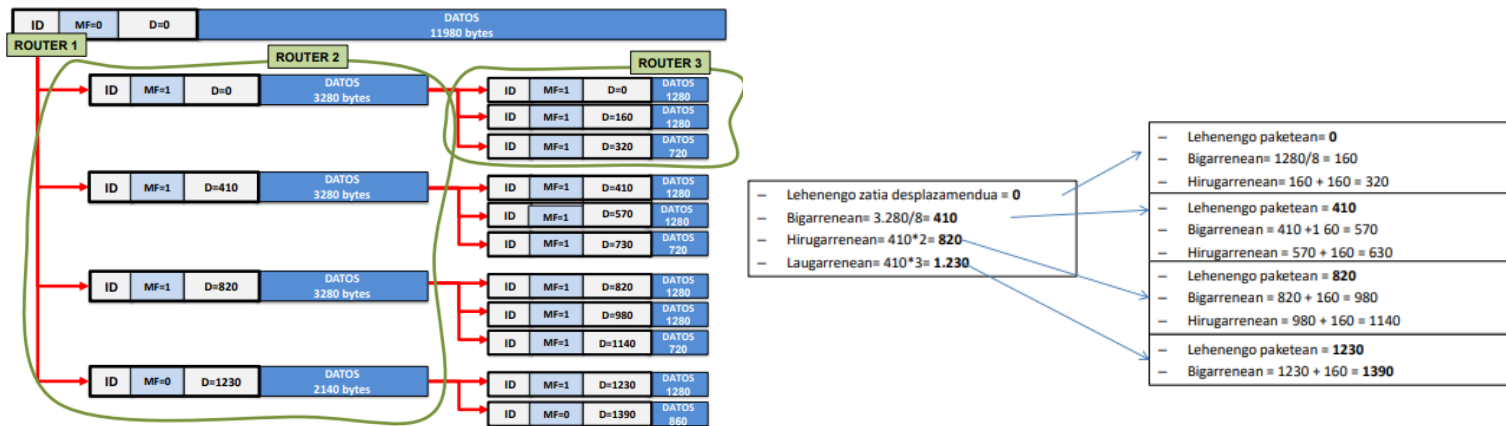 ID MF=0 D=0 DATOS
11980 bytes
ROUTER 1
ROUTER 2
ROUTER 3
ID MF=1 D=0 DATOS
3280 bytes
ID MF=1 D=0 DATOS
1280
ID MF=1 D=160 DATOS
1280
ID MF=1 D=320 DATOS
720
ID MF=1 D=410 DATOS
3280 bytes
ID MF=1 D=410 DATOS
1280
ID MF=1 D=570 DATOS
1280
ID MF=1 D=730 DATOS
720
ID MF=1 D=820 DATOS
3280 bytes
ID MF=1 D=820 DATOS
1280
ID MF=1 D=980 DATOS
1280
ID MF=1 D=1140 DATOS
720
ID MF=0 D=1230 DATOS
2140 bytes
ID MF=1 D=1230 DATOS
1280
ID MF=0 D=1390 DATOS
860
– Lehenengo zatia desplazamendua = 0
– Bigarrenean= 3.280/8= 410
– Hirugarrenean= 410*2= 820
– Laugarrenean= 410*3= 1.230
– Lehenengo paketean= 0
– Bigarrenean= 1280/8 = 160
– Hirugarrenean= 160 + 160 = 320
– Lehenengo paketean = 410
– Bigarrenean = 410 +1 60 = 570
– Hirugarrenean = 570 + 160 = 630
– Lehenengo paketean = 820
– Bigarrenean = 820 + 160 = 980
– Hirugarrenean = 980 + 160 = 1140
– Lehenengo paketean = 1230
– Bigarrenean = 1230 + 160 = 1390